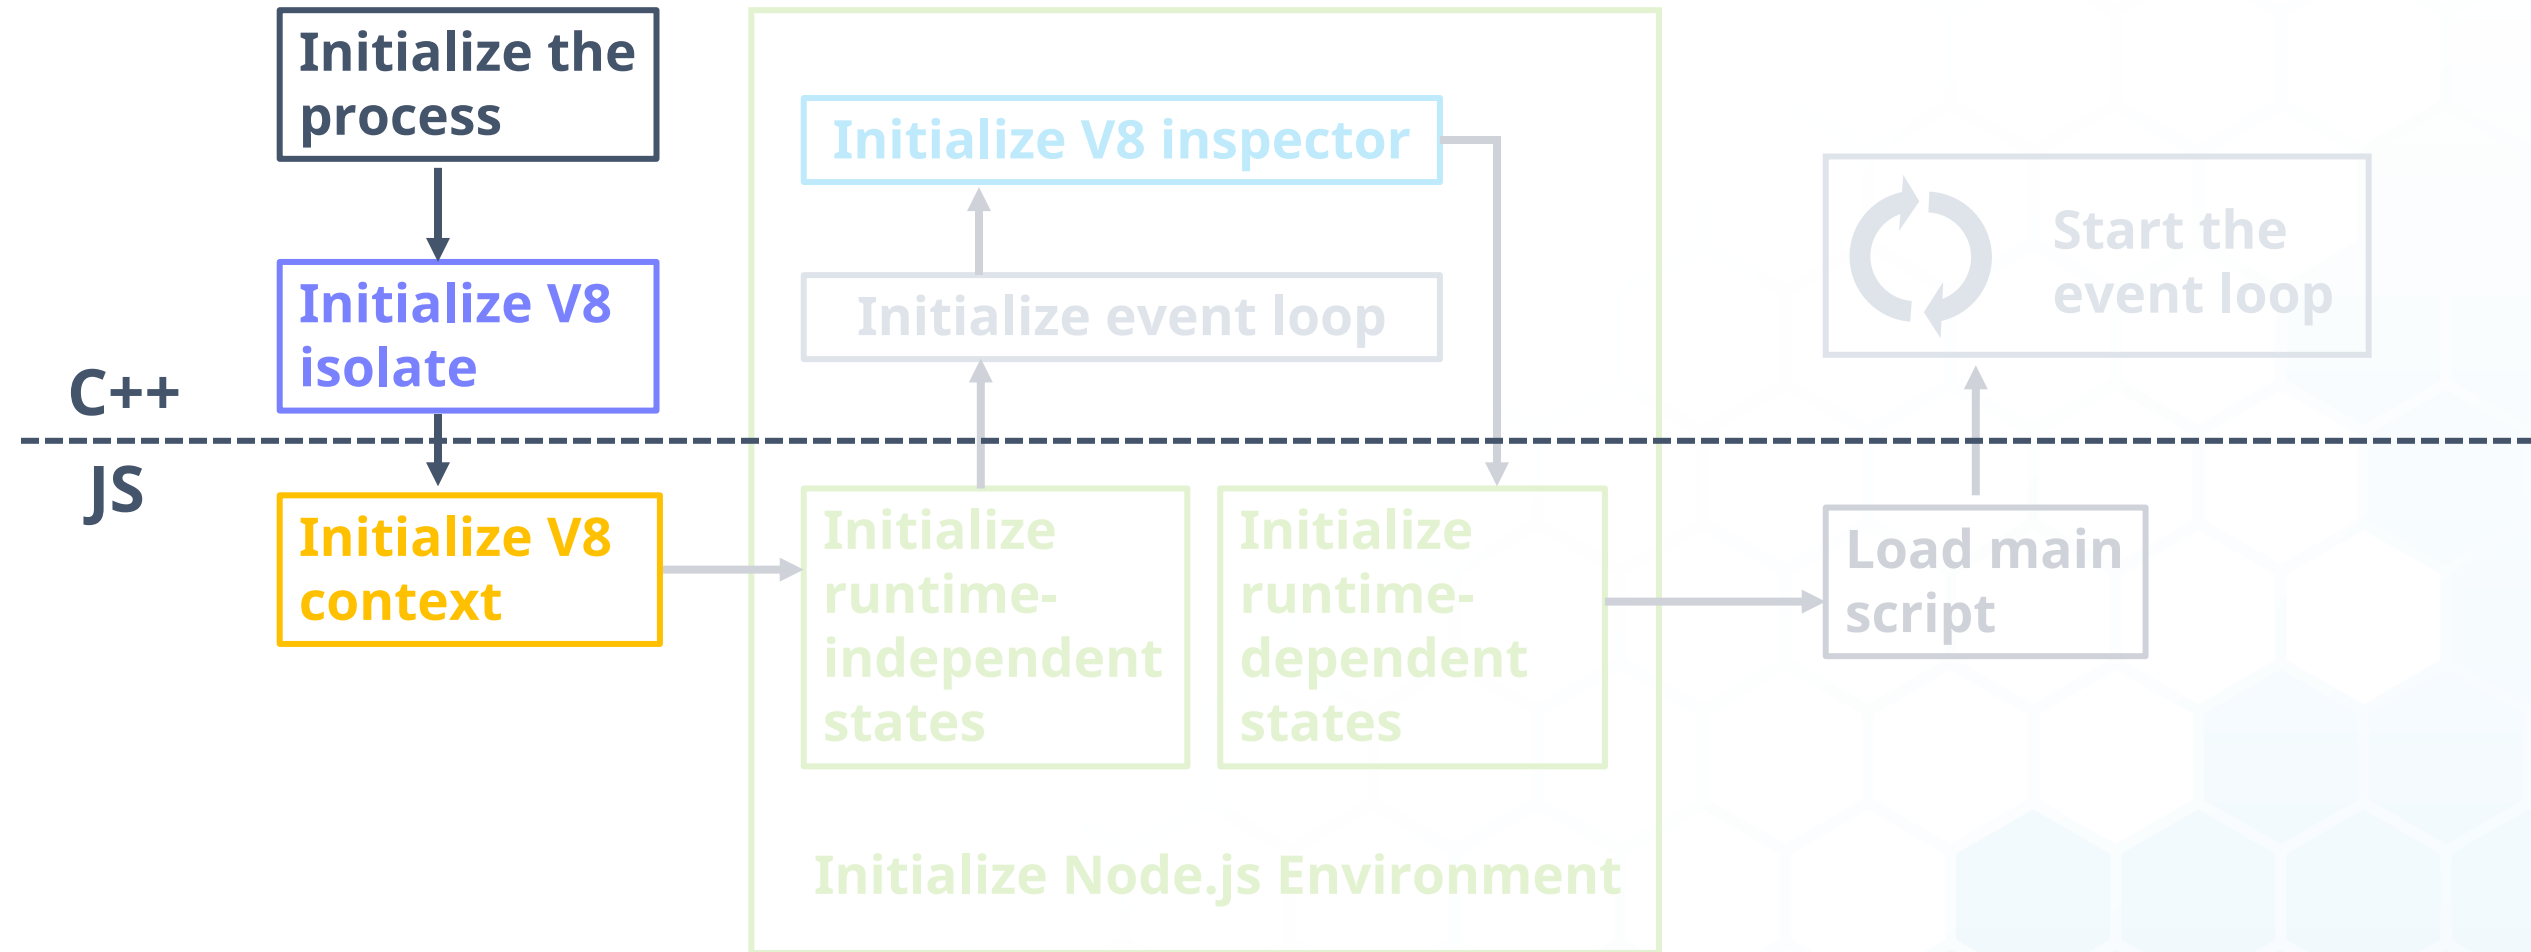 Initialize the
process
Initialize V8
isolate
C++
JS
Initialize V8
context
Initialize V8 inspector
Initialize event loop
Initialize
runtime-
independent
states
Initialize
runtime-
dependent
states
Initialize Node.js Environment
Start the
event loop
Load main
script